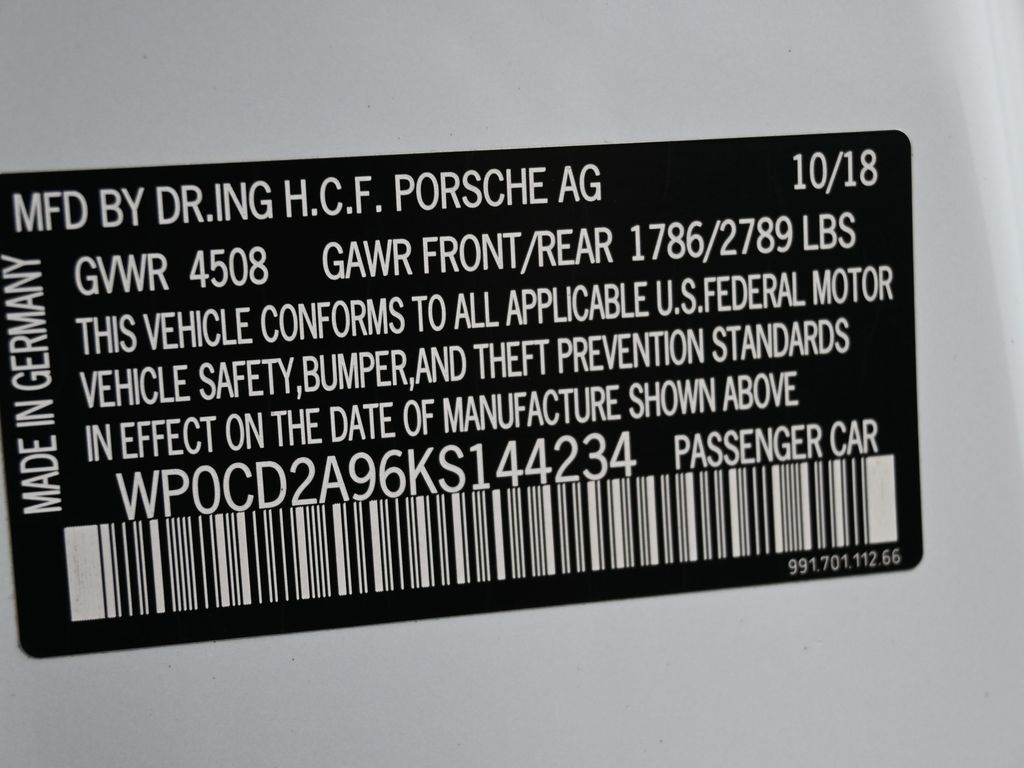 MFD BY DR.ING H.C.F. PORSCHE AG 10/18
GVWR 4508 GAWR FRONT/REAR 1786/2789 LBS
THIS VEHICLE CONFORMS TO ALL APPLICABLE U.S.FEDERAL MOTOR
VEHICLE SAFETY,BUMPER,AND THEFT PREVENTION STANDARDS
IN EFFECT ON THE DATE OF MANUFACTURE SHOWN ABOVE
WP0CD2A96KS144234 PASSENGER CAR
991.701.112.66
MADE IN GERMANY